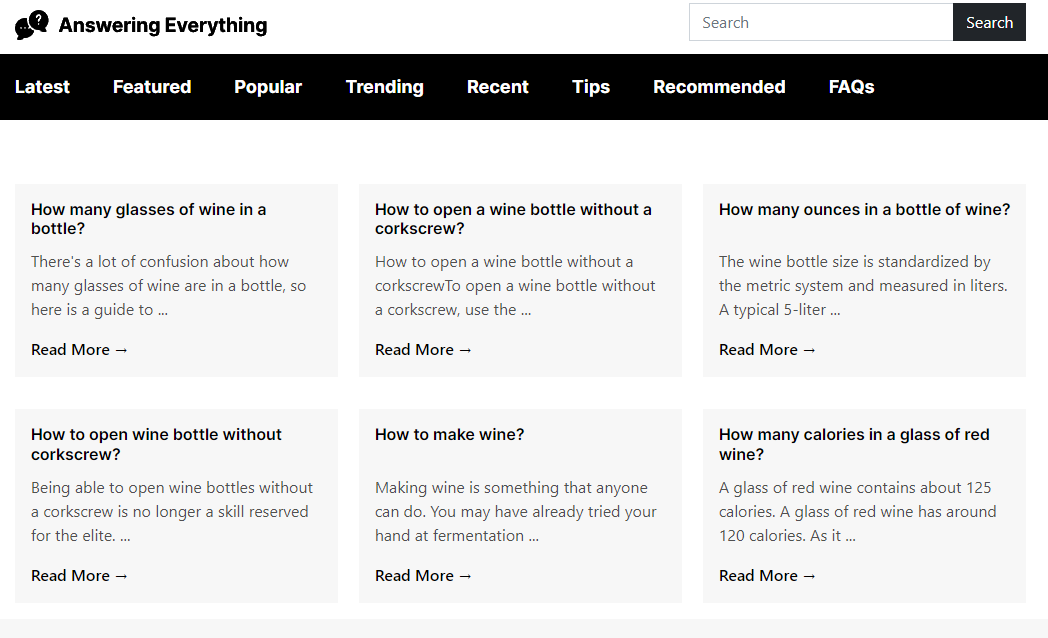 Answering Everything
Search
Search
Latest Featured Popular Trending Recent Tips Recommended FAQs
How many glasses of wine in a
bottle?
There's a lot of confusion about how
many glasses of wine are in a bottle, so
here is a guide to ...
Read More →
How to open a wine bottle without a
corkscrew?
How to open a wine bottle without a
corkscrewTo open a wine bottle without
a corkscrew, use the ...
Read More →
How many ounces in a bottle of wine?
The wine bottle size is standardized by
the metric system and measured in liters.
A typical 5-liter ...
Read More →
How to open wine bottle without
corkscrew?
Being able to open wine bottles without
a corkscrew is no longer a skill reserved
for the elite. ...
Read More →
How to make wine?
Making wine is something that anyone
can do. You may have already tried your
hand at fermentation ...
Read More →
How many calories in a glass of red
wine?
A glass of red wine contains about 125
calories. A glass of red wine has around
120 calories. As it ...
Read More →